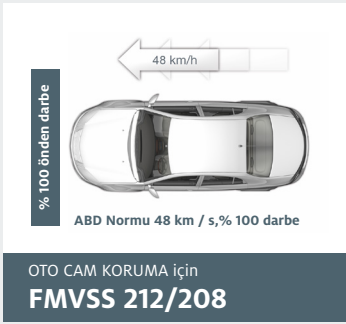 48 km/h
% 100 önden darbe
ABD Normu 48 km / s,% 100 darbe
OTO CAM KORUMA için
FMVSS 212/208